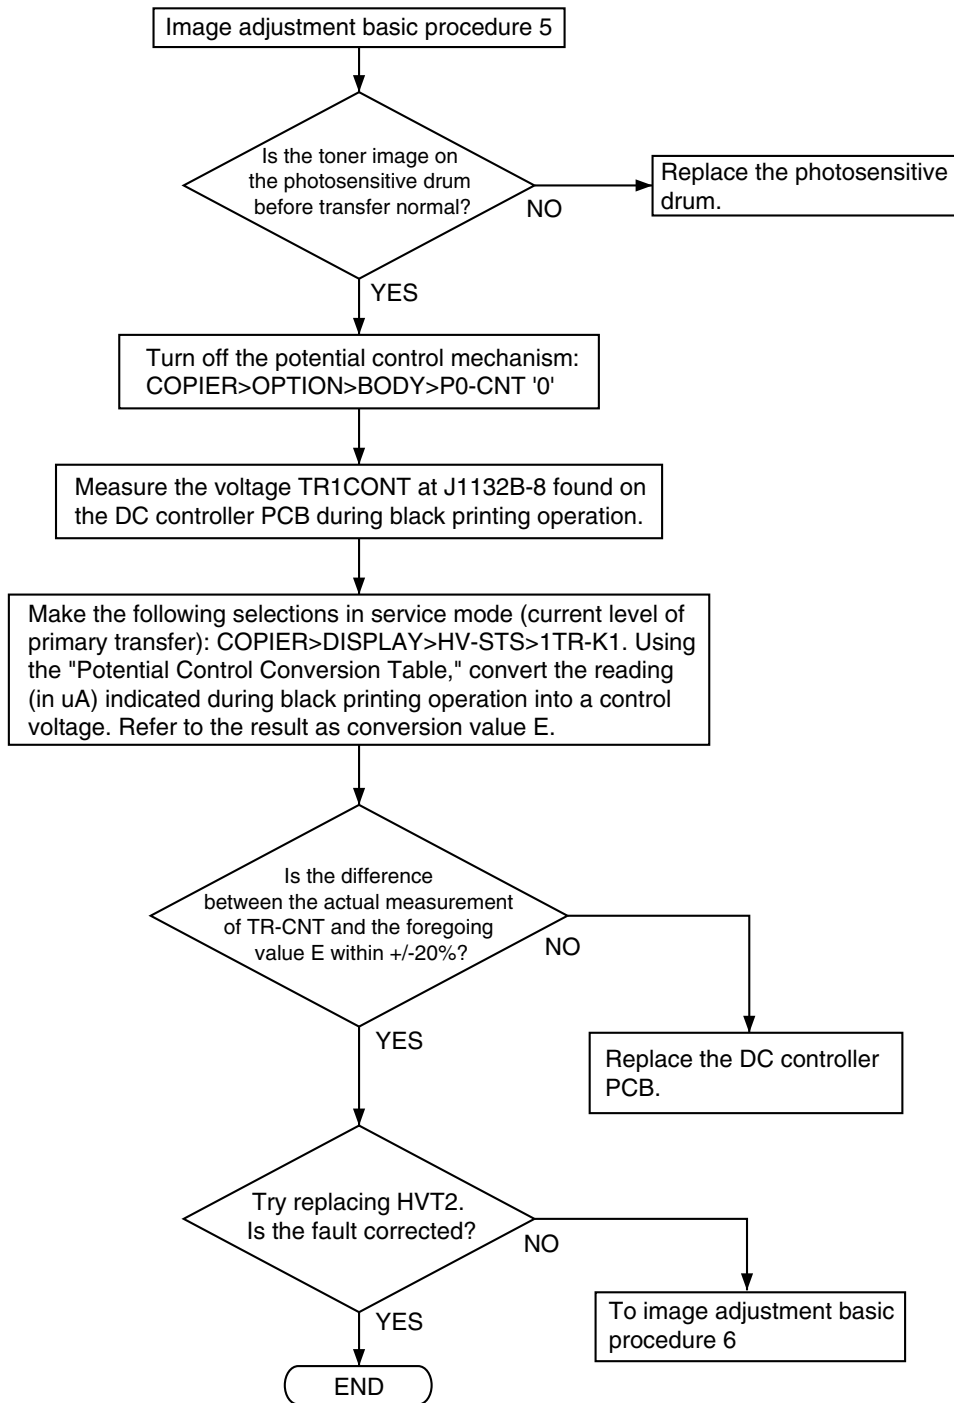 Image adjustment basic procedure 5
Is the toner image on
the photosensitive drum
before transfer normal?
NO
Replace the photosensitive
drum.
YES
Turn off the potential control mechanism:
COPIER>OPTION>BODY>P0-CNT '0'
Measure the voltage TR1CONT at J1132B-8 found on
the DC controller PCB during black printing operation.
Make the following selections in service mode (current level of
primary transfer): COPIER>DISPLAY>HV-STS>1TR-K1. Using
the "Potential Control Conversion Table," convert the reading
(in uA) indicated during black printing operation into a control
voltage. Refer to the result as conversion value E.
Is the difference
between the actual measurement
of TR-CNT and the foregoing
value E within +/-20%?
NO
YES
Replace the DC controller
PCB.
Try replacing HVT2.
Is the fault corrected?
NO
YES
To image adjustment basic
procedure 6
END